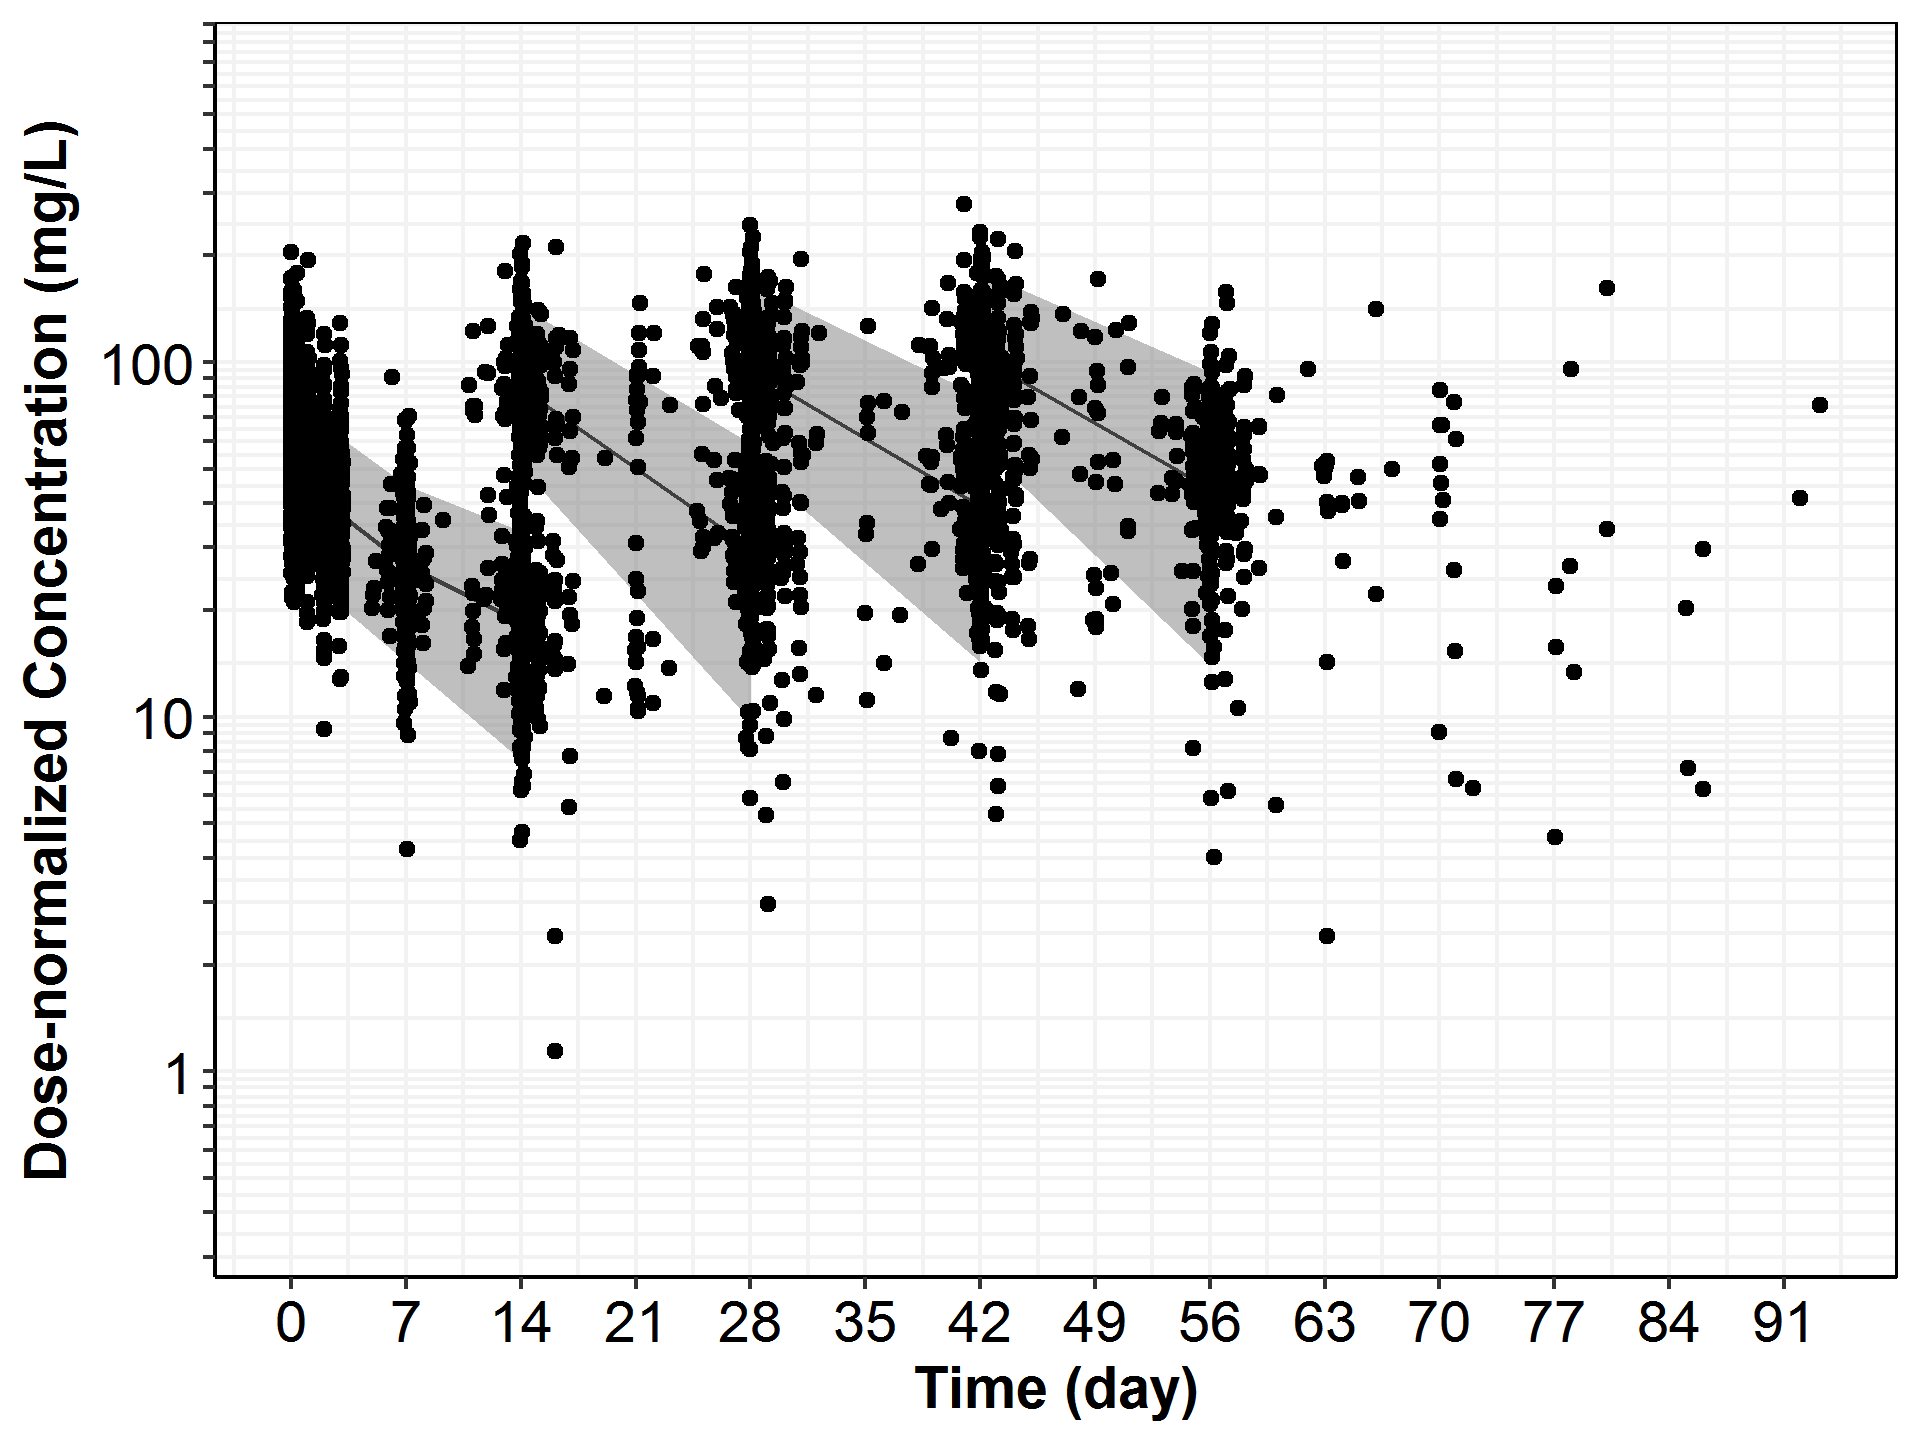 Dose-normalized Concentration (mg/L)
100
10
1
0 7 14 21 28 35 42 49 56 63 70 77 84 91
Time (day)